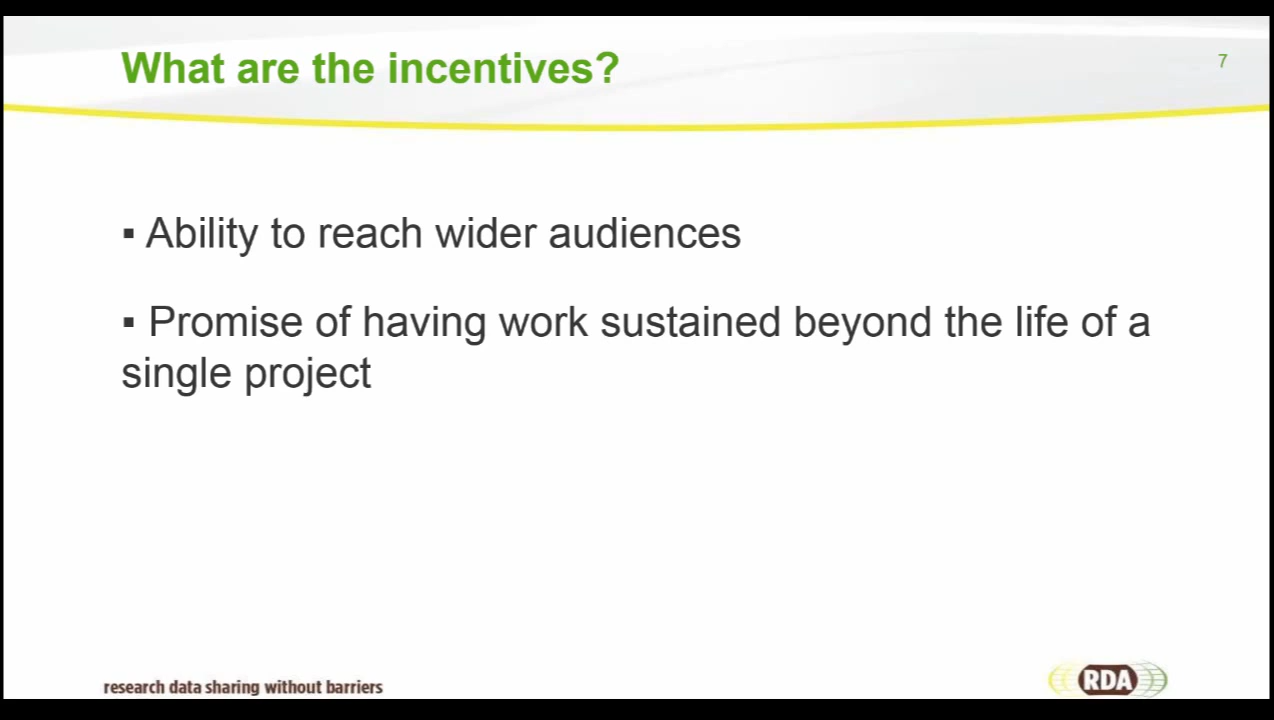 What are the incentives?
7
▪ Ability to reach wider audiences
▪ Promise of having work sustained beyond the life of a
single project
research data sharing without barriers
RDA